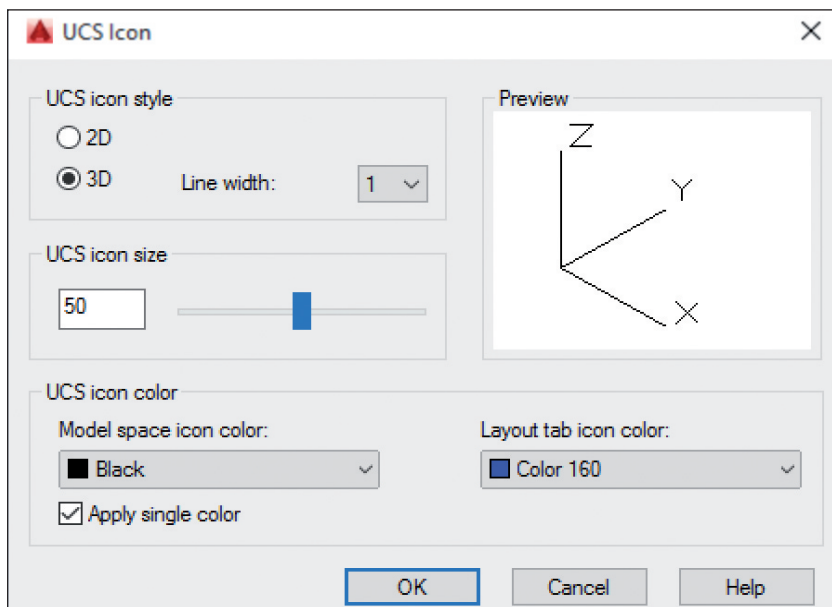 UCS Icon
UCS icon style
2D
3D
Line width:
1
UCS icon size
50
Preview
Z
Y
X
UCS icon color
Model space icon color:
Black
Apply single color
Layout tab icon color:
Color 160
OK
Cancel
Help